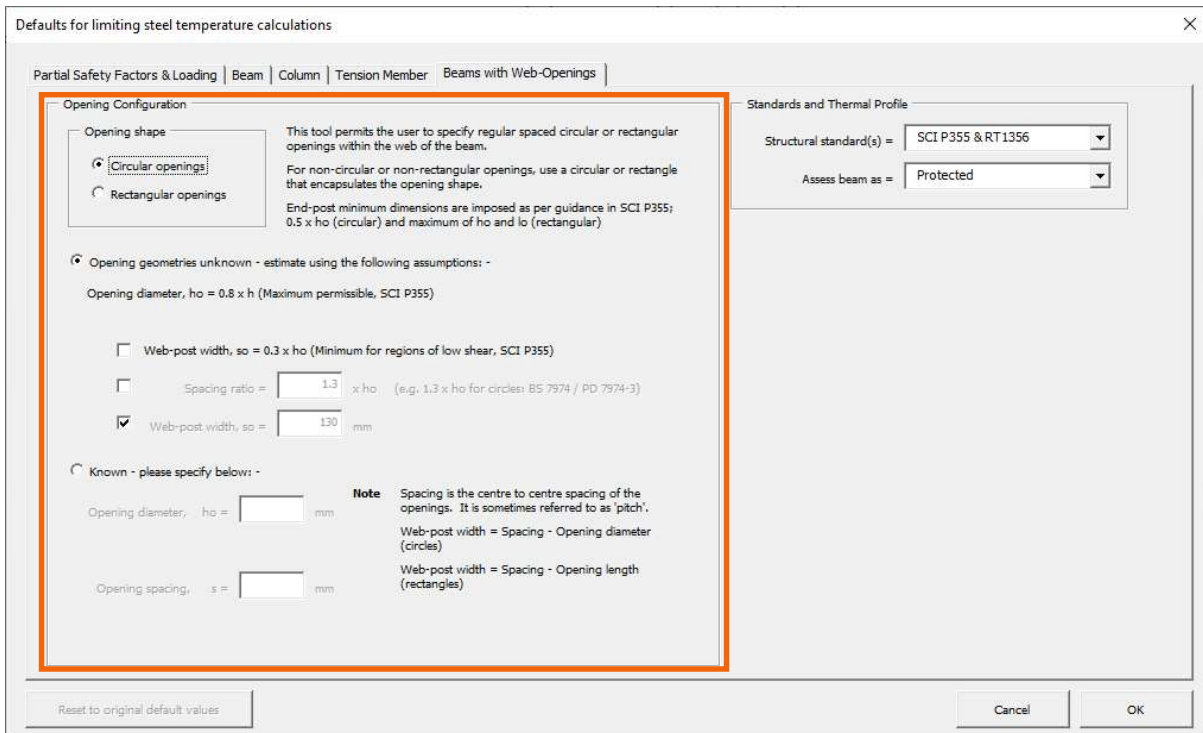 Defaults for limiting steel temperature calculations
Partial Safety Factors & Loading
Beam
Column
Tension Member
Beams with Web-Openings
Opening Configuration
Opening shape
Circular openings
Rectangular openings
This tool permits the user to specify regular spaced circular or rectangular
openings within the web of the beam.
For non-circular or non-rectangular openings, use a circular or rectangle
that encapsulates the opening shape.
End-post minimum dimensions are imposed as per guidance in SCI P355;
0.5 x ho (circular) and maximum of ho and lo (rectangular)
Opening geometries unknown - estimate using the following assumptions: -
Opening diameter, ho = 0.8 x h (Maximum permissible, SCI P355)
Web-post width, so = 0.3 x ho (Minimum for regions of low shear, SCI P355)
Spacing ratio = 1.3 x ho (e.g. 1.3 x ho for circles: BS 7974 / PD 7974-3)
Web-post width, so = 130 mm
Known - please specify below: -
Opening diameter, ho = mm
Opening spacing, s = mm
Note
Spacing is the centre to centre spacing of the
openings. It is sometimes referred to as 'pitch'.
Web-post width = Spacing - Opening diameter
(circles)
Web-post width = Spacing - Opening length
(rectangles)
Standards and Thermal Profile
Structural standard(s) = SCI P355 & RT1356
Assess beam as = Protected
Reset to original default values
Cancel
OK